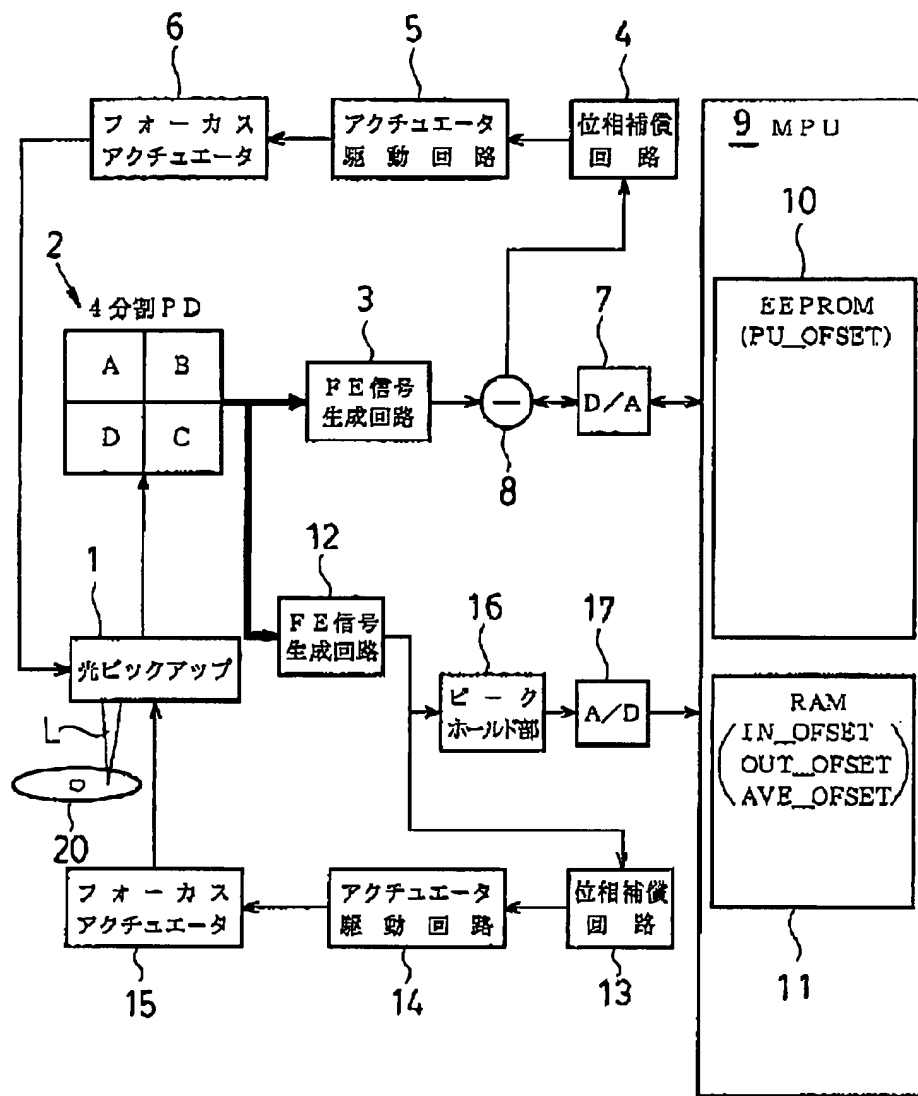 6
5
4
フォーカス
アクチュエータ
アクチュエータ
駆動回路
位相補償
回路
9 MPU
2
4分割PD
A B
D C
3
FE信号
生成回路
−
8
7
D/A
10
EEPROM
(PU_OFSET)
1
光ピックアップ
L
20
12
FE信号
生成回路
16
ピーク
ホールド部
17
A/D
RAM
(IN_OFSET
OUT_OFSET
AVE_OFSET)
11
フォーカス
アクチュエータ
15
アクチュエータ
駆動回路
14
位相補償
回路
13